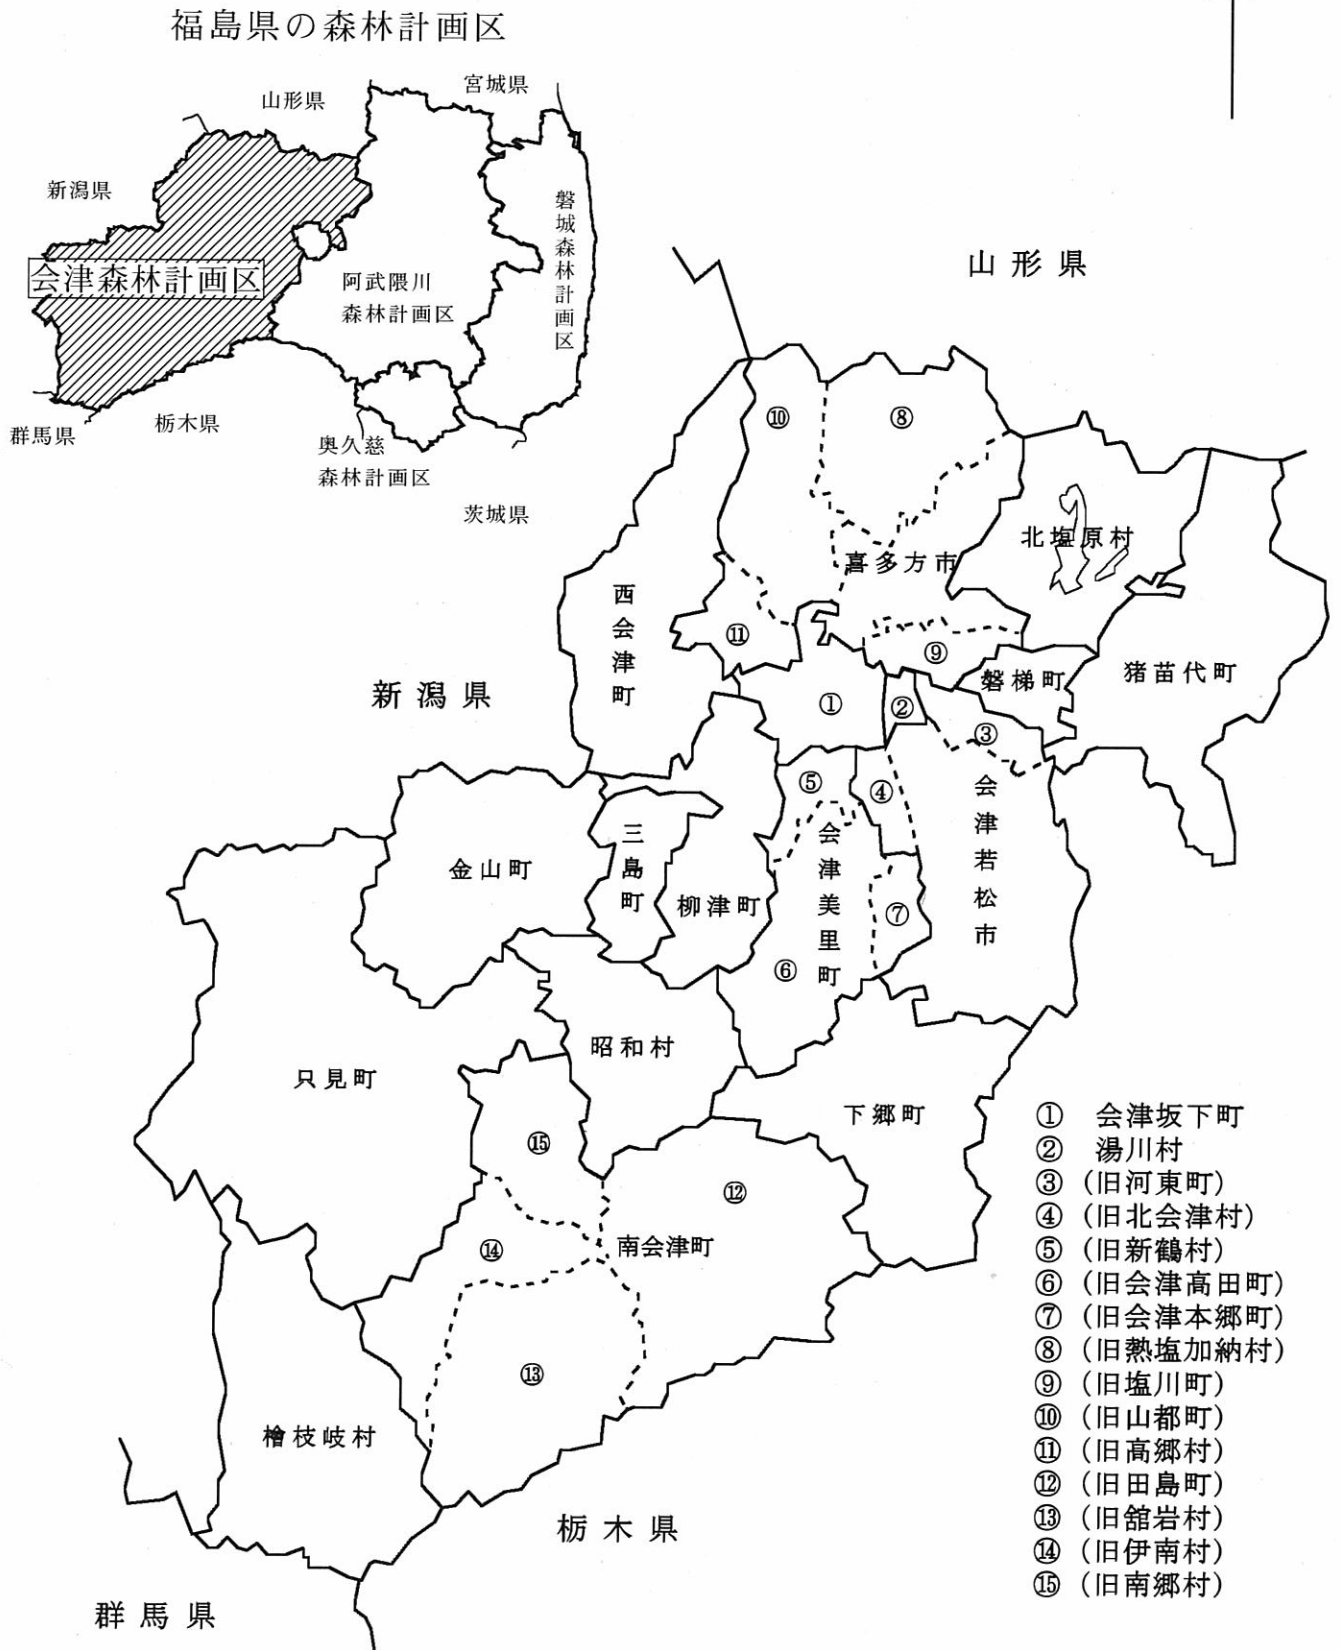 福島県の森林計画区
宮城県
山形県
新潟県
磐城森林計画区
会津森林計画区
阿武隈川
森林計画区
栃木県
群馬県
奥久慈
森林計画区
茨城県
山形県
⑩
⑧
北塩原村
喜多方市
西会津町
⑪
⑨
磐梯町
猪苗代町
新潟県
①
②
③
⑤
④
会津若松市
三島町
会津美里町
金山町
柳津町
⑦
⑥
昭和村
只見町
下郷町
⑮
⑫
⑭
南会津町
⑬
檜枝岐村
栃木県
群馬県
① 会津坂下町
② 湯川村
③ (旧河東町)
④ (旧北会津村)
⑤ (旧新鶴村)
⑥ (旧会津高田町)
⑦ (旧会津本郷町)
⑧ (旧熱塩加納村)
⑨ (旧塩川町)
⑩ (旧山都町)
⑪ (旧高郷村)
⑫ (旧田島町)
⑬ (旧舘岩村)
⑭ (旧伊南村)
⑮ (旧南郷村)